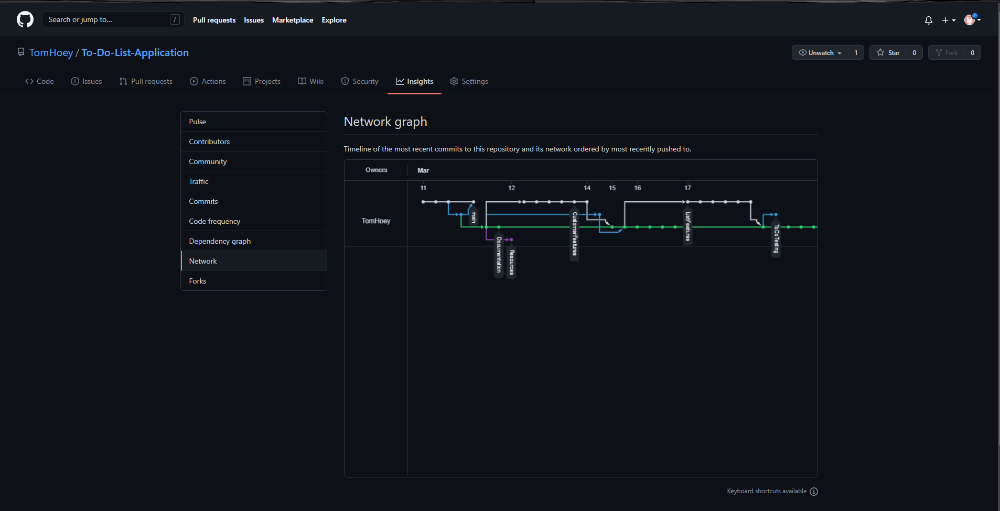 Search or jump to... /
Pull requests Issues Marketplace Explore
TomHoey / To-Do-List-Application
Unwatch 1 Star 0 Fork 0
Code Issues Pull requests Actions Projects Wiki Security Insights Settings
Pulse
Contributors
Community
Traffic
Commits
Code frequency
Dependency graph
Network
Forks
Network graph
Timeline of the most recent commits to this repository and its network ordered by most recently pushed to.
Owners Mar
11 12 14 15 16 17
TomHoey
main
Documentation
Resources
CustomerFeatures
ListFeatures
ToDoTesting
Keyboard shortcuts available